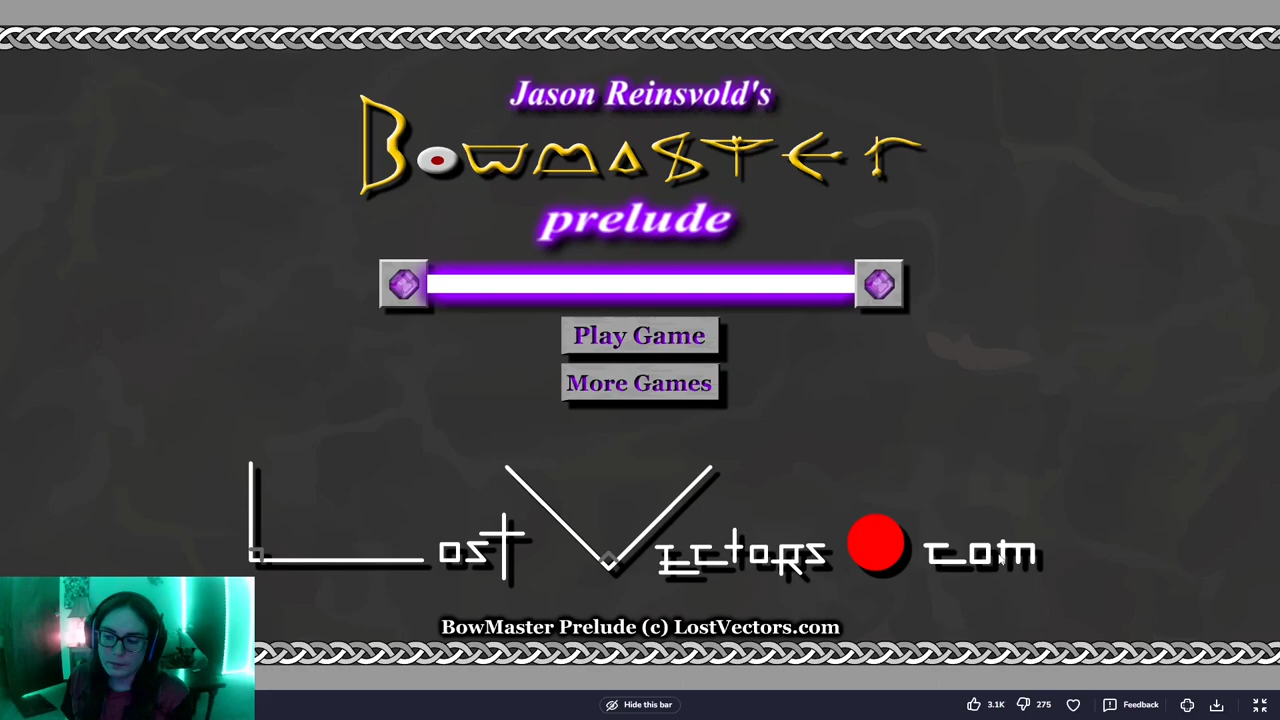 Jason Reinsvold's
BowmasTer
prelude
Play Game
More Games
Lost Vectors.com
BowMaster Prelude (c) LostVectors.com
Hide this bar
3.1K
275
Feedback